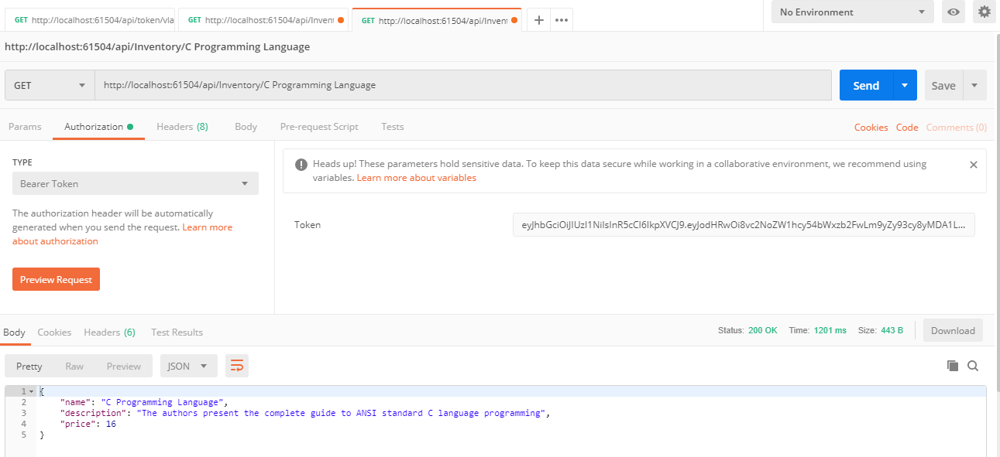 GET http://localhost:61504/api/token/vla
GET http://localhost:61504/api/Invent
GET http://localhost:61504/api/Invent
No Environment
http://localhost:61504/api/Inventory/C Programming Language
GET
http://localhost:61504/api/Inventory/C Programming Language
Send
Save
Params
Authorization
Headers (8)
Body
Pre-request Script
Tests
Cookies
Code
Comments (0)
TYPE
Bearer Token
The authorization header will be automatically
generated when you send the request. Learn more
about authorization
Preview Request
Heads up! These parameters hold sensitive data. To keep this data secure while working in a collaborative environment, we recommend using
variables. Learn more about variables
Token
eyJhbGciOiJIUzI1NiIsInR5cCI6IkpXVCJ9.eyJodHRwOi8vc2NoZW1hcy54bWxzb2FwLm9yZy93cy8yMDA1L...
Body
Cookies
Headers (6)
Test Results
Status: 200 OK
Time: 1201 ms
Size: 443 B
Download
Pretty
Raw
Preview
JSON
1 {
2 "name": "C Programming Language",
3 "description": "The authors present the complete guide to ANSI standard C language programming",
4 "price": 16
5 }